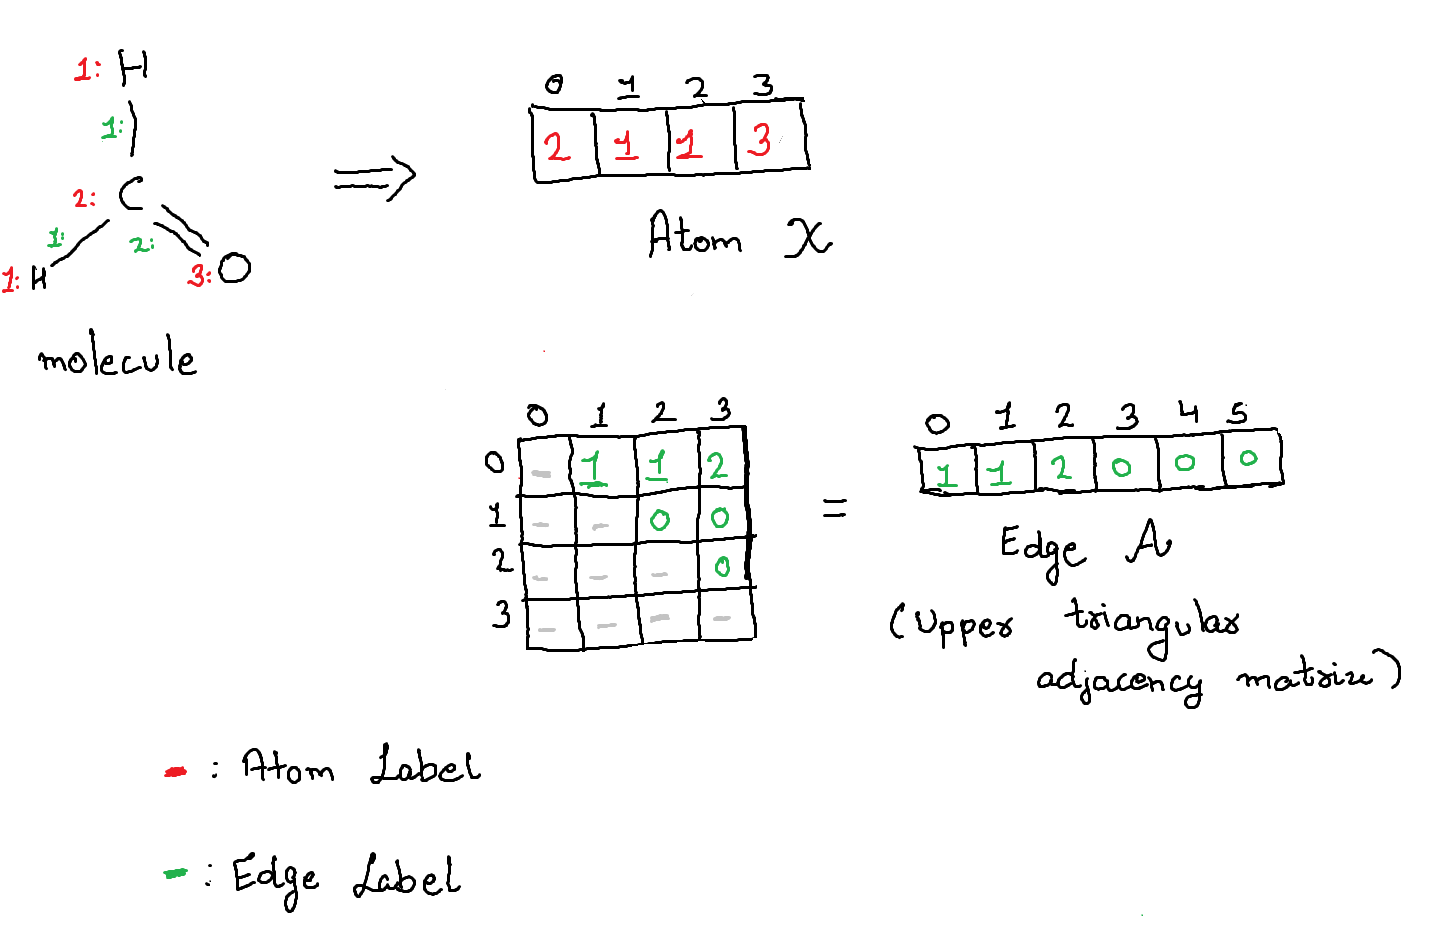 1: H
1:
2: C
1:
2:
1: H
3: O
molecule
0 1 2 3
2 1 1 3
Atom X
0 1 2 3
0 - 1 1 2
1 - - 0 0
2 - - - 0
3 - - - -
=
0 1 2 3 4 5
1 1 2 0 0 0
Edge A
(Upper triangular
adjacency matrix)
- : Atom Label
- : Edge Label